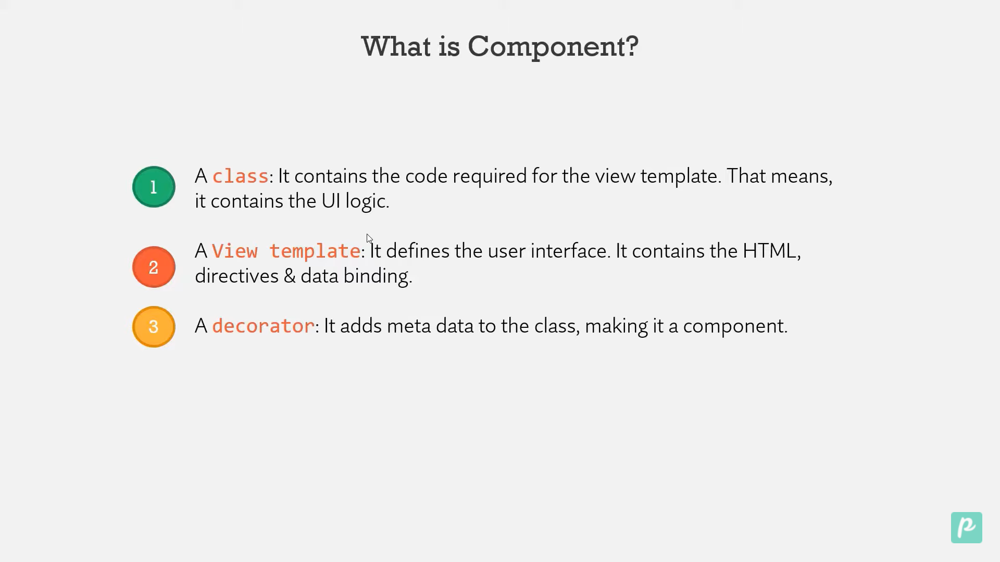 What is Component?
1
A class: It contains the code required for the view template. That means,
it contains the UI logic.
2
A View template: It defines the user interface. It contains the HTML,
directives & data binding.
3
A decorator: It adds meta data to the class, making it a component.
p